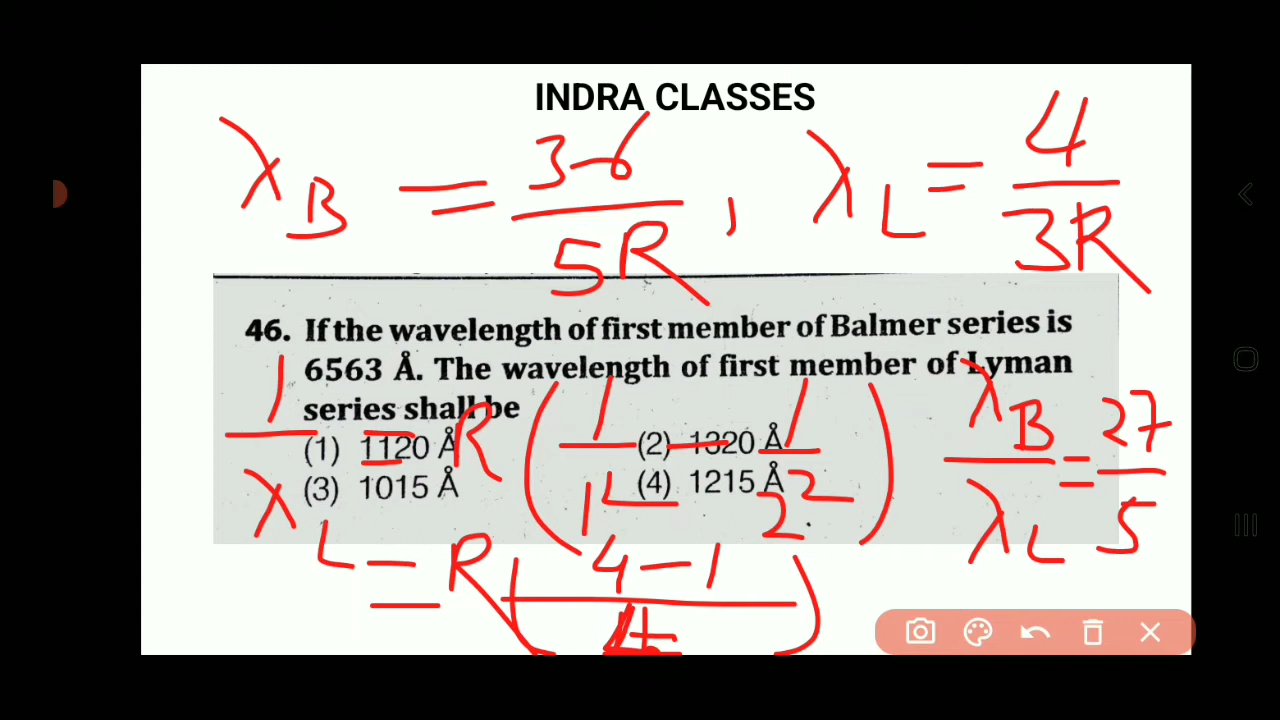 INDRA CLASSES
λB = 36/5R , λL = 4/3R
46. If the wavelength of first member of Balmer series is
6563 Å. The wavelength of first member of Lyman
series shall be
(1) 1120 Å (2) 1320 Å
(3) 1015 Å (4) 1215 Å
1/λL = R(1/1² - 1/2²)
λB/λL = 27/5
= R(4-1/4)